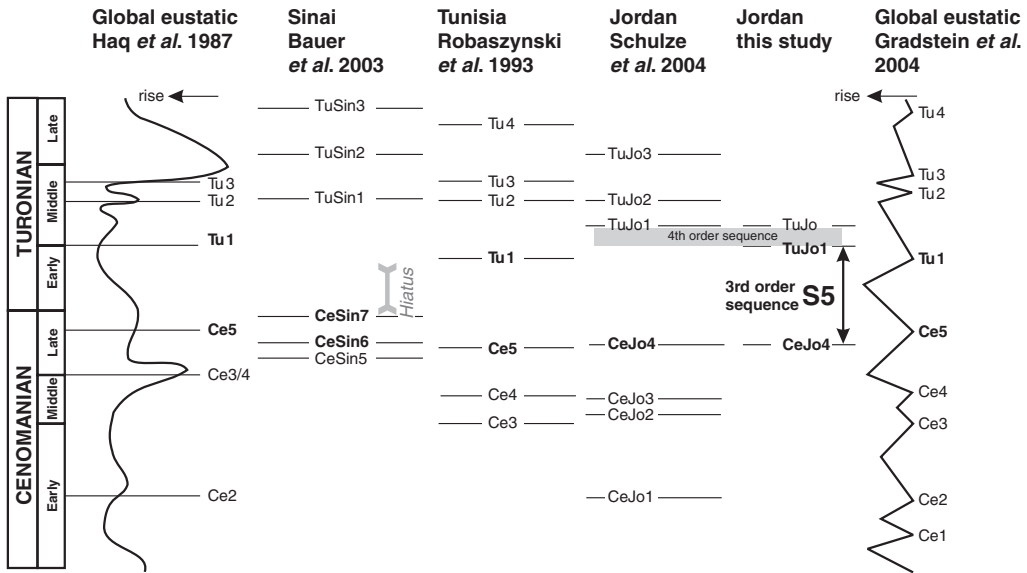 Global eustatic
Haq et al. 1987
Sinai
Bauer
et al. 2003
Tunisia
Robaszynski
et al. 1993
Jordan
Schulze
et al. 2004
Jordan
this study
Global eustatic
Gradstein et al.
2004
TURONIAN
Late
Middle
Early
CENOMANIAN
Late
Middle
Early
rise
Tu3
Tu2
Tu1
Ce5
Ce3/4
Ce2
TuSin3
TuSin2
TuSin1
Hiatus
CeSin7
CeSin6
CeSin5
Tu4
Tu3
Tu2
Tu1
Ce5
Ce4
Ce3
TuJo3
TuJo2
TuJo1
4th order sequence
CeJo4
CeJo3
CeJo2
CeJo1
TuJo
TuJo1
3rd order
sequence S5
CeJo4
rise
Tu4
Tu3
Tu2
Tu1
Ce5
Ce4
Ce3
Ce2
Ce1